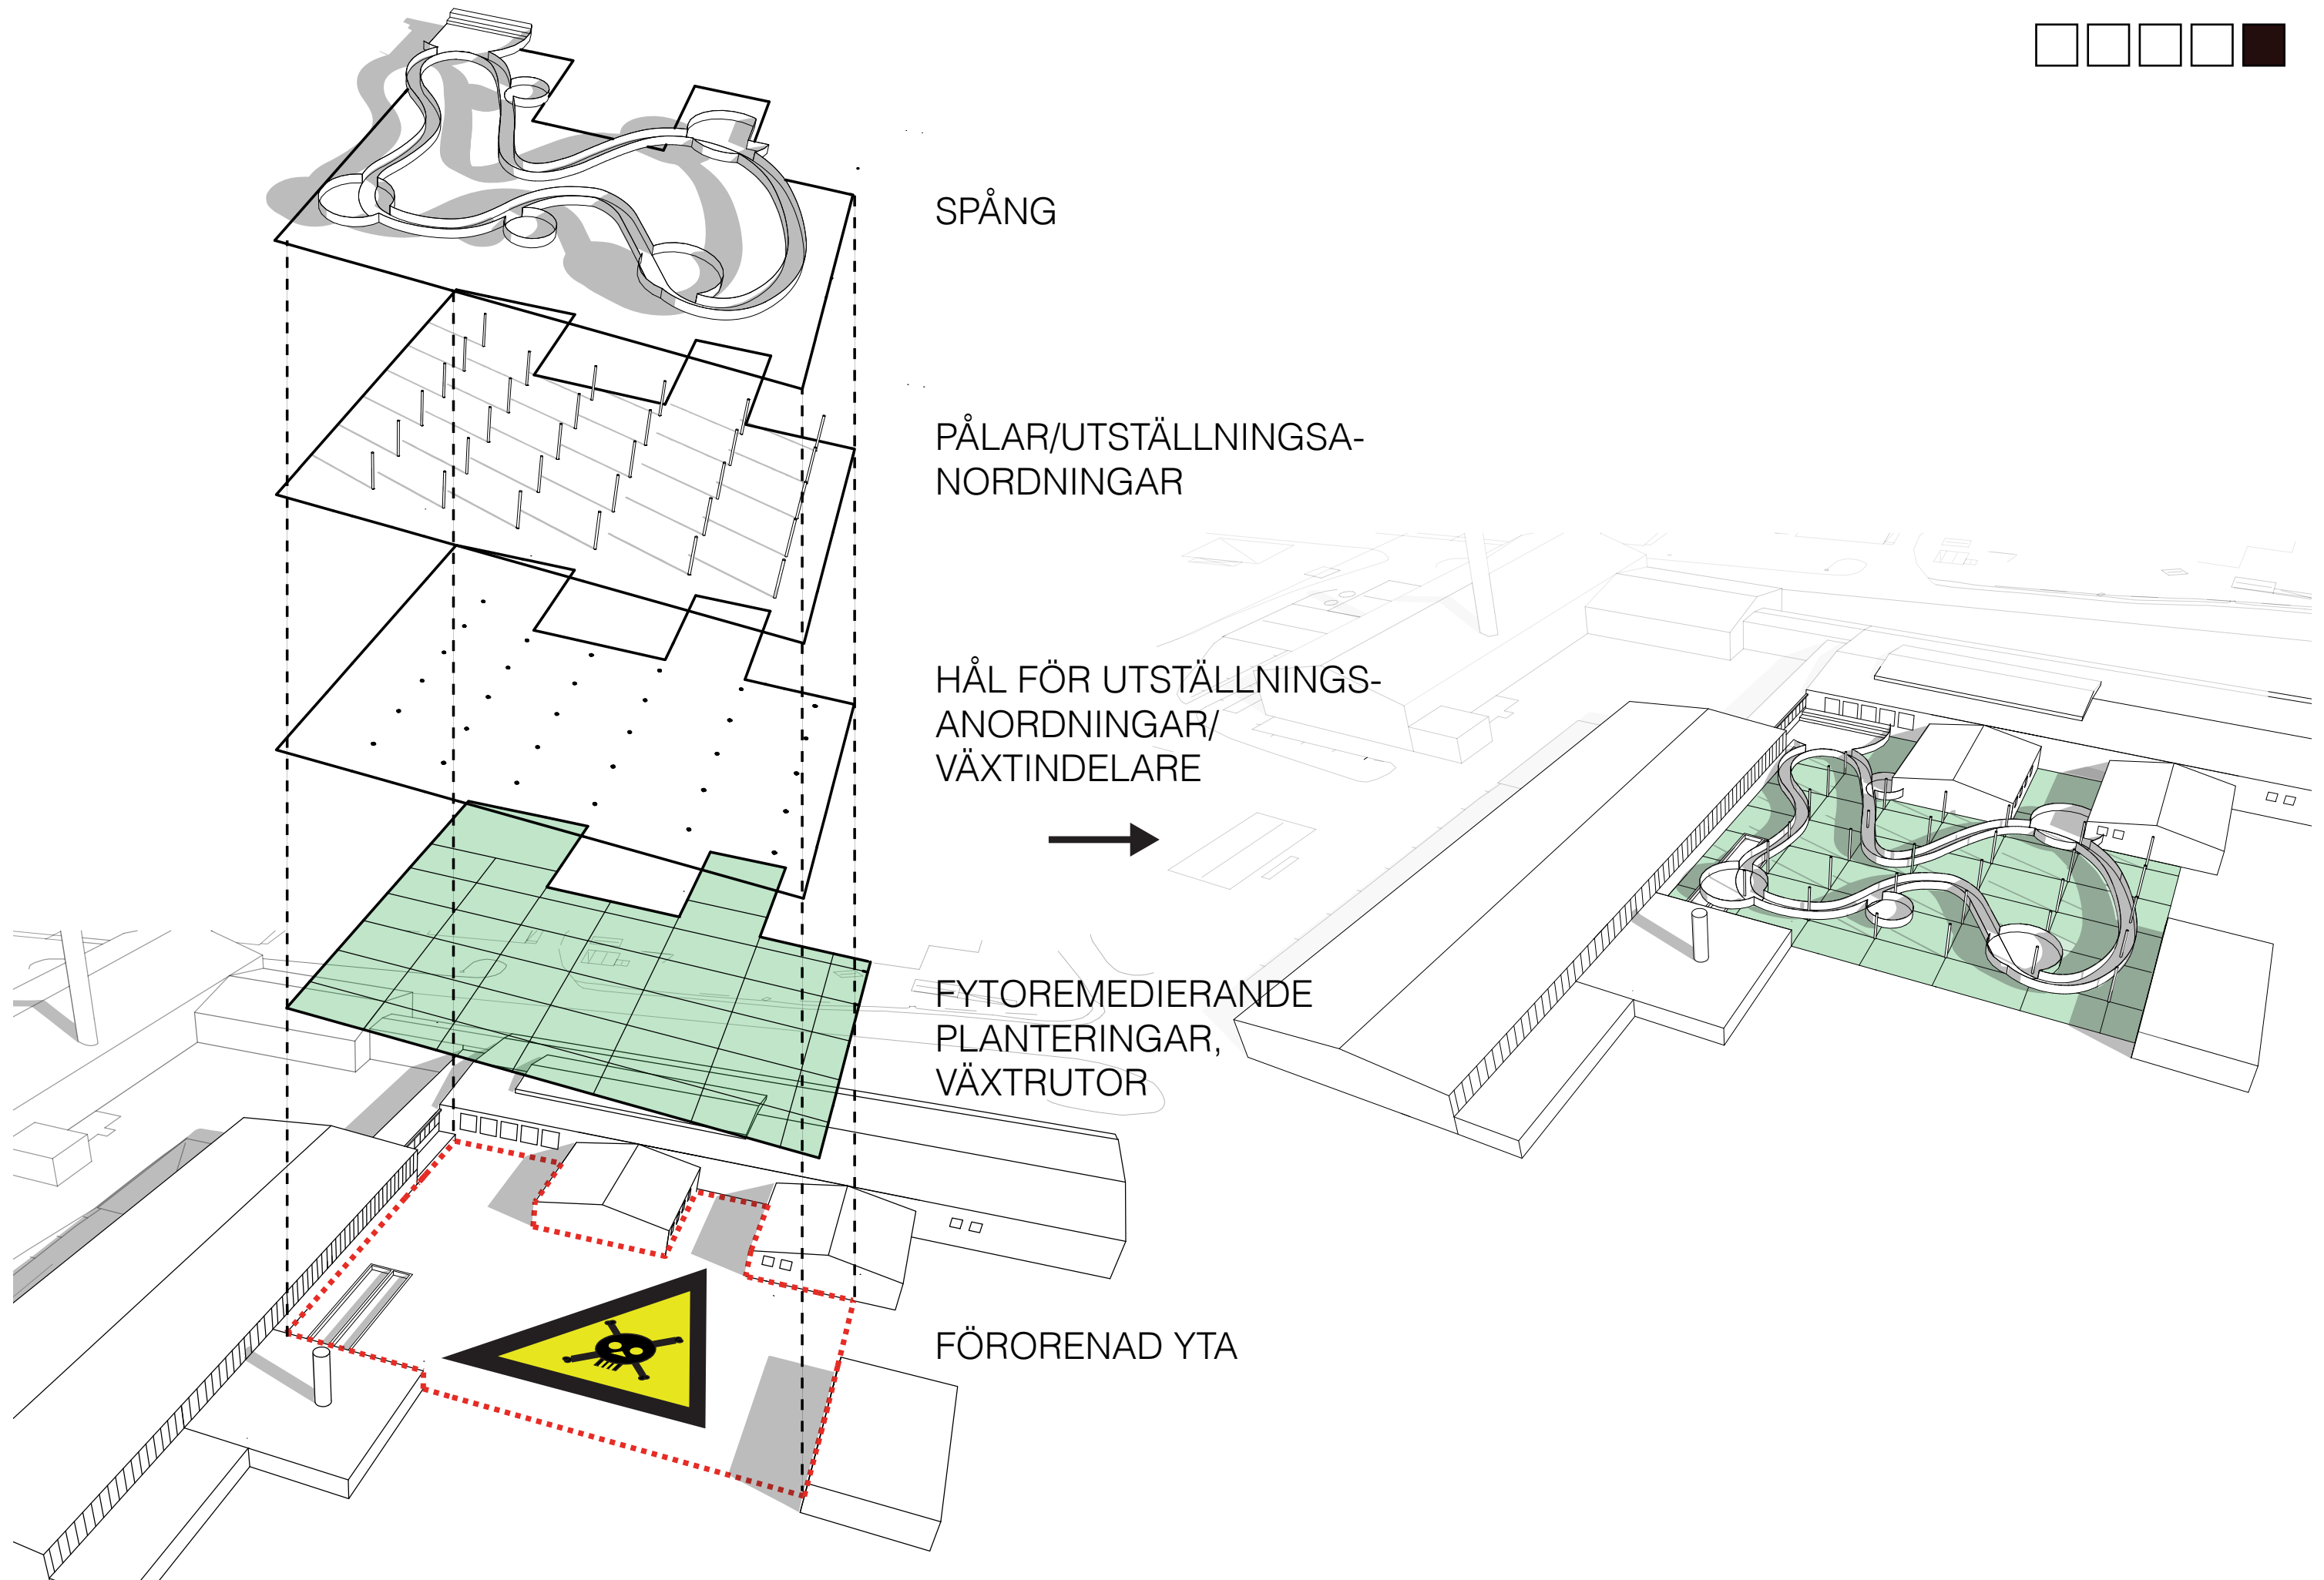 SPÅNG
PÅLAR/UTSTÄLLNINGSA-
NORDNINGAR
HÅL FÖR UTSTÄLLNINGS-
ANORDNINGAR/
VÄXTINDELARE
FYTOREMEDIERANDE
PLANTERINGAR,
VÄXTRUTOR
FÖRORENAD YTA